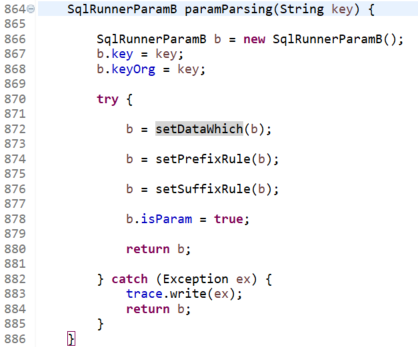 864 SqlRunnerParamB paramParsing(String key) {
865
866 SqlRunnerParamB b = new SqlRunnerParamB();
867 b.key = key;
868 b.keyOrg = key;
869
870 try {
871
872 b = setDataWhich(b);
873
874 b = setPrefixRule(b);
875
876 b = setSuffixRule(b);
877
878 b.isParam = true;
879
880 return b;
881
882 } catch (Exception ex) {
883 trace.write(ex);
884 return b;
885 }
886 }